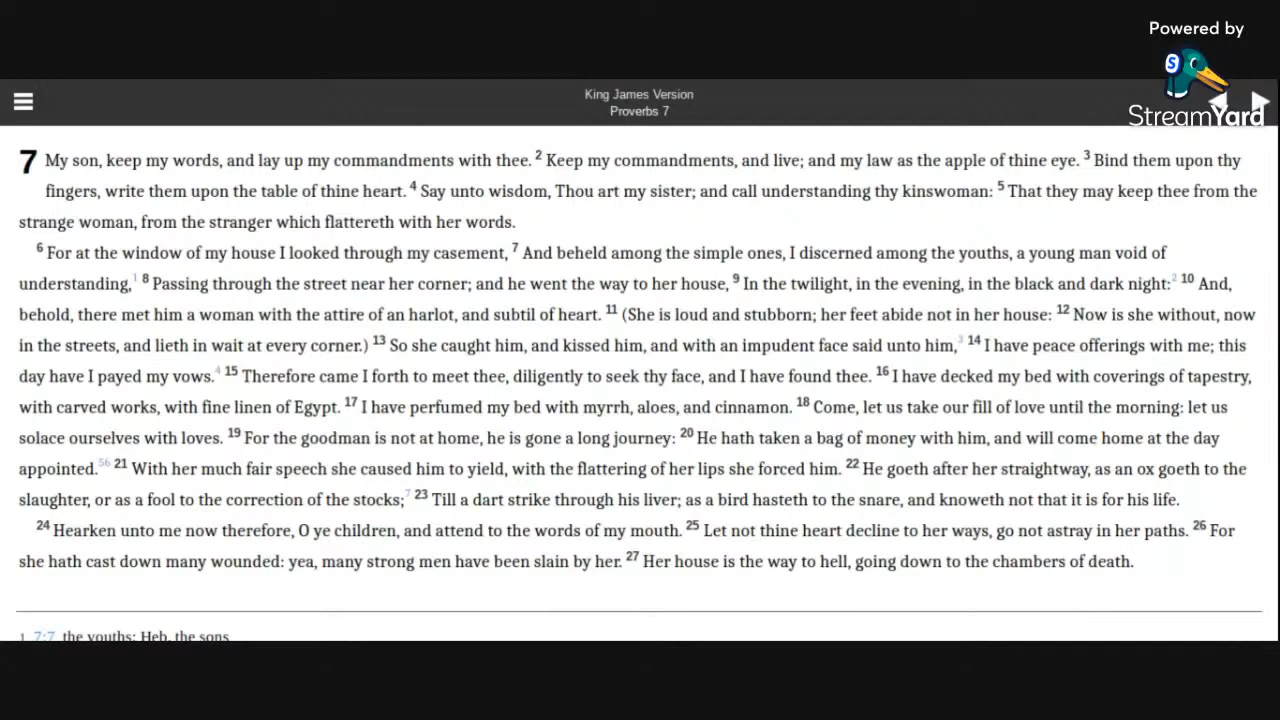 Powered by
StreamYard
King James Version
Proverbs 7
7 My son, keep my words, and lay up my commandments with thee. 2 Keep my commandments, and live; and my law as the apple of thine eye. 3 Bind them upon thy
fingers, write them upon the table of thine heart. 4 Say unto wisdom, Thou art my sister; and call understanding thy kinswoman: 5 That they may keep thee from the
strange woman, from the stranger which flattereth with her words.
6 For at the window of my house I looked through my casement, 7 And beheld among the simple ones, I discerned among the youths, a young man void of
understanding,1 8 Passing through the street near her corner; and he went the way to her house, 9 In the twilight, in the evening, in the black and dark night:2 10 And,
behold, there met him a woman with the attire of an harlot, and subtil of heart. 11 (She is loud and stubborn; her feet abide not in her house: 12 Now is she without, now
in the streets, and lieth in wait at every corner.) 13 So she caught him, and kissed him, and with an impudent face said unto him,3 14 I have peace offerings with me; this
day have I payed my vows.4 15 Therefore came I forth to meet thee, diligently to seek thy face, and I have found thee. 16 I have decked my bed with coverings of tapestry,
with carved works, with fine linen of Egypt. 17 I have perfumed my bed with myrrh, aloes, and cinnamon. 18 Come, let us take our fill of love until the morning: let us
solace ourselves with loves. 19 For the goodman is not at home, he is gone a long journey: 20 He hath taken a bag of money with him, and will come home at the day
appointed.56 21 With her much fair speech she caused him to yield, with the flattering of her lips she forced him. 22 He goeth after her straightway, as an ox goeth to the
slaughter, or as a fool to the correction of the stocks;7 23 Till a dart strike through his liver; as a bird hasteth to the snare, and knoweth not that it is for his life.
24 Hearken unto me now therefore, O ye children, and attend to the words of my mouth. 25 Let not thine heart decline to her ways, go not astray in her paths. 26 For
she hath cast down many wounded: yea, many strong men have been slain by her. 27 Her house is the way to hell, going down to the chambers of death.
1 7:7 the youths: Heb. the sons